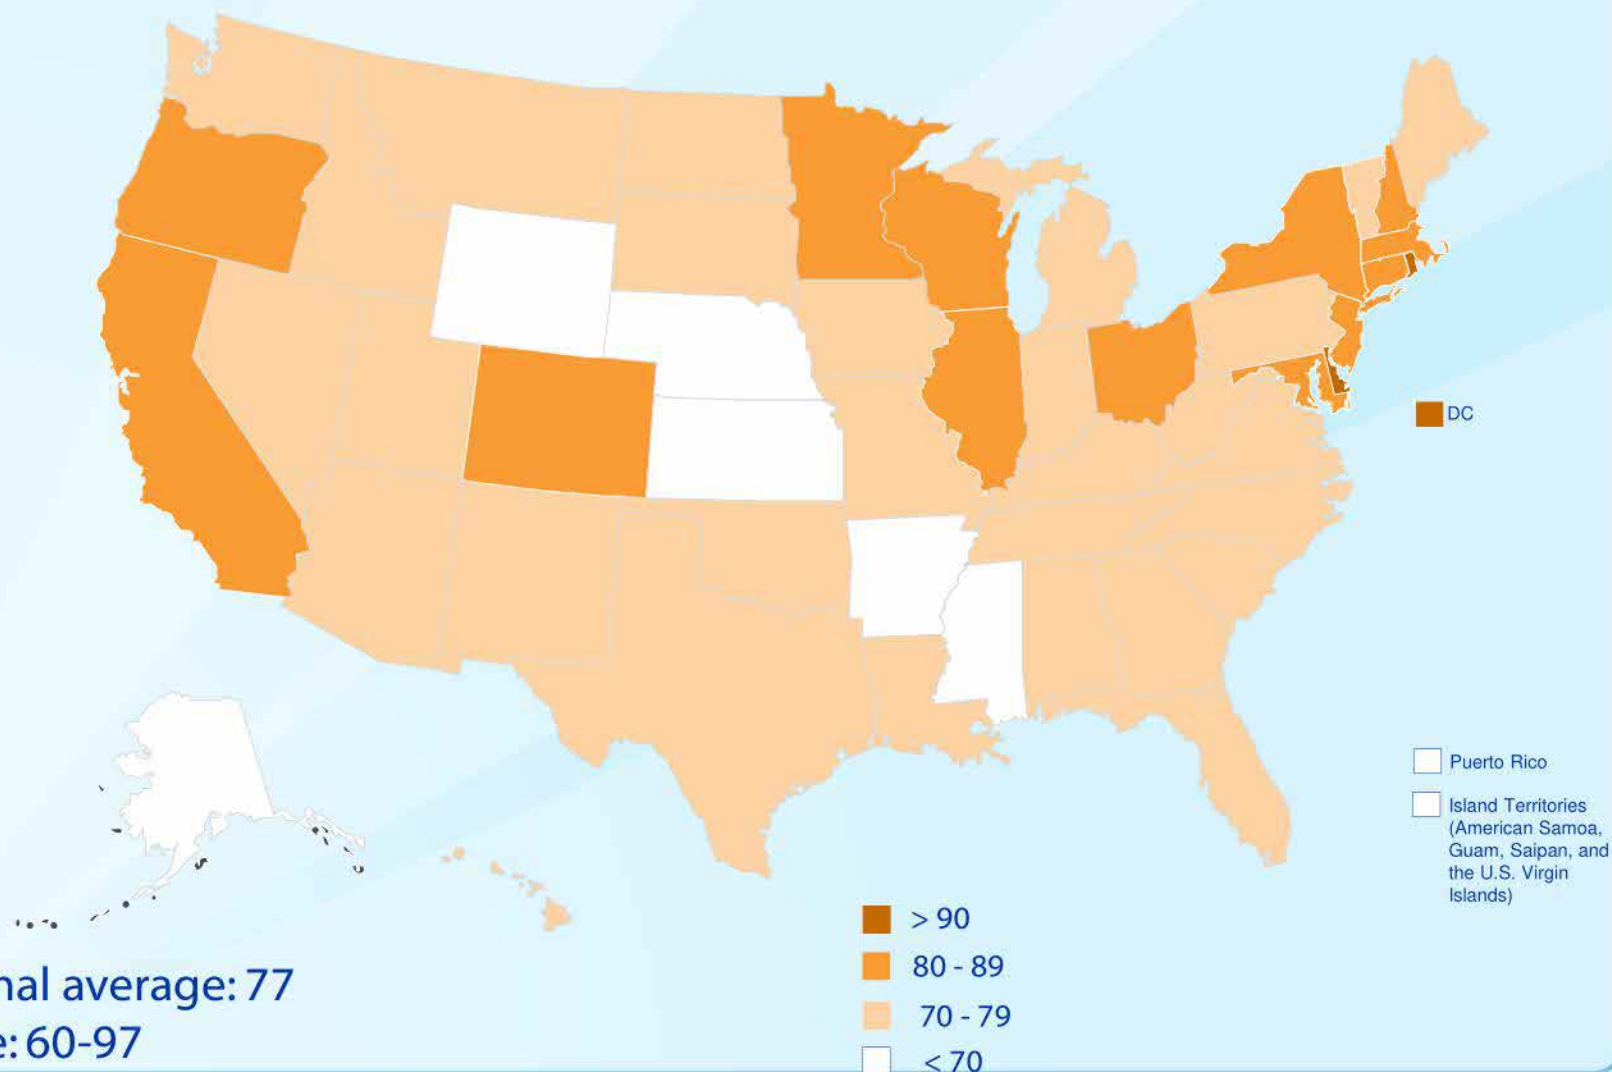 DC
Puerto Rico
Island Territories
(American Samoa,
Guam, Saipan, and
the U.S. Virgin
Islands)
> 90
80 - 89
70 - 79
< 70
average: 77
60-97